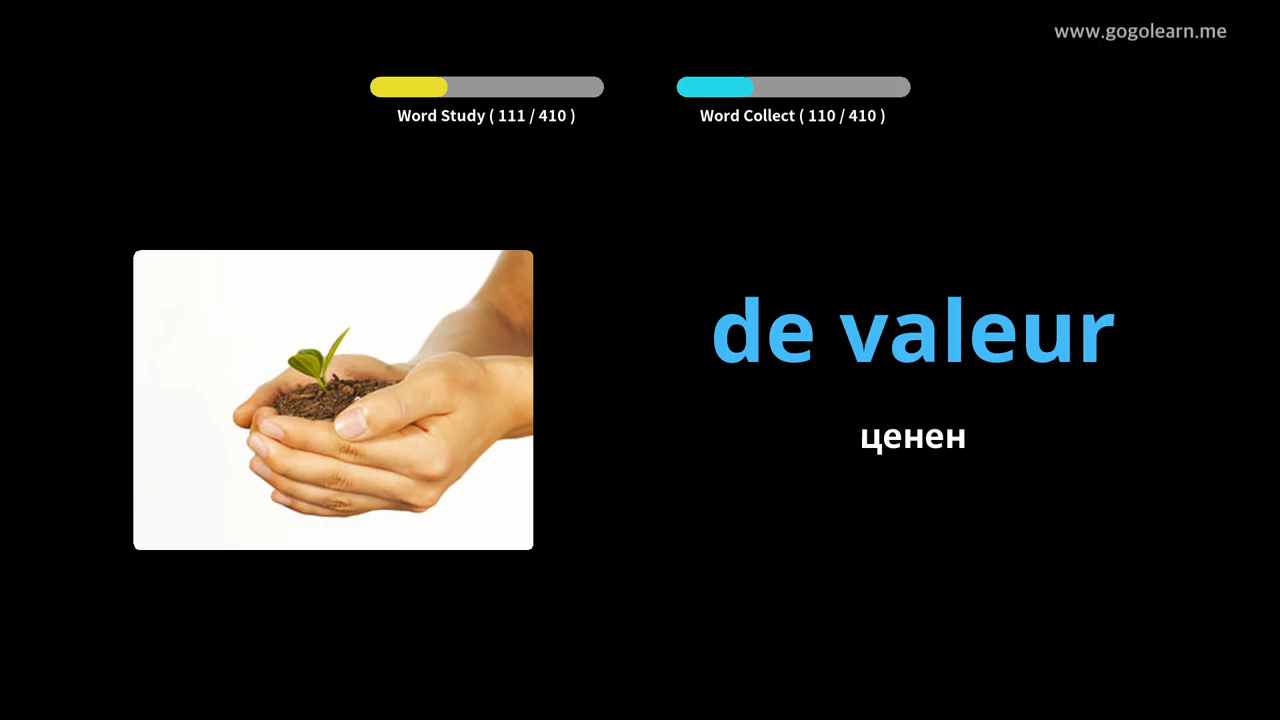 www.gogolearn.me
Word Study ( 111 / 410 )
Word Collect ( 110 / 410 )
de valeur
ценен